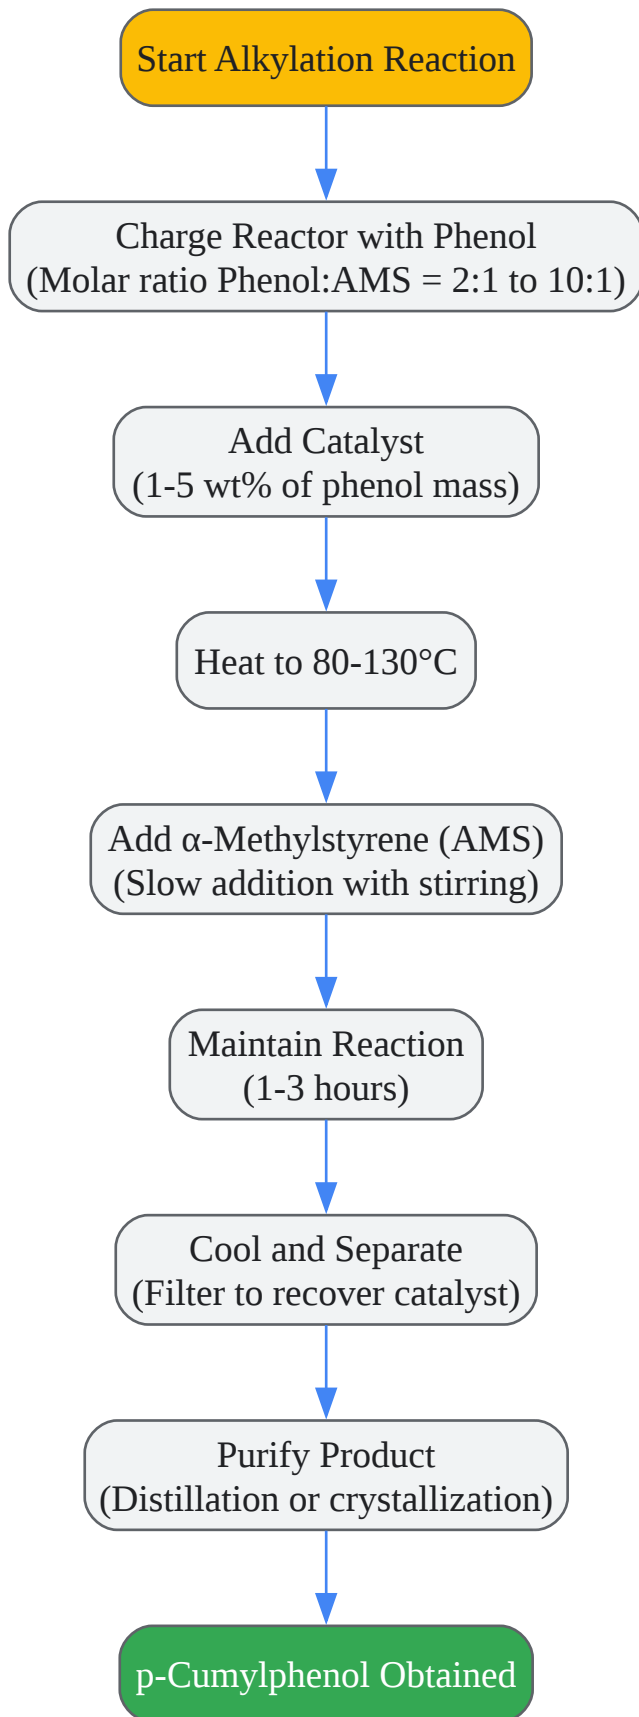 Start Alkylation Reaction
Charge Reactor with Phenol
(Molar ratio Phenol:AMS = 2:1 to 10:1)
Add Catalyst
(1-5 wt% of phenol mass)
Heat to 80-130°C
Add α-Methylstyrene (AMS)
(Slow addition with stirring)
Maintain Reaction
(1-3 hours)
Cool and Separate
(Filter to recover catalyst)
Purify Product
(Distillation or crystallization)
p-Cumylphenol Obtained